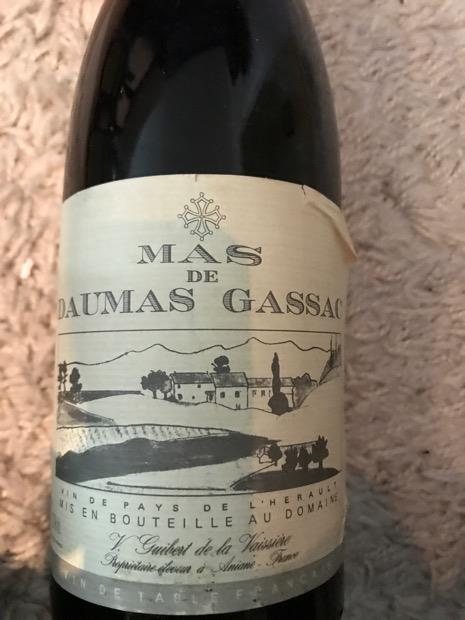 MAS
DE
DAUMAS GASSAC
VIN DE PAYS DE L'HERAULT
MIS EN BOUTEILLE AU DOMAINE
V. Guibert de la Vaissière
Propriétaire éleveur à Aniane - France
VIN DE TABLE FRANÇAIS